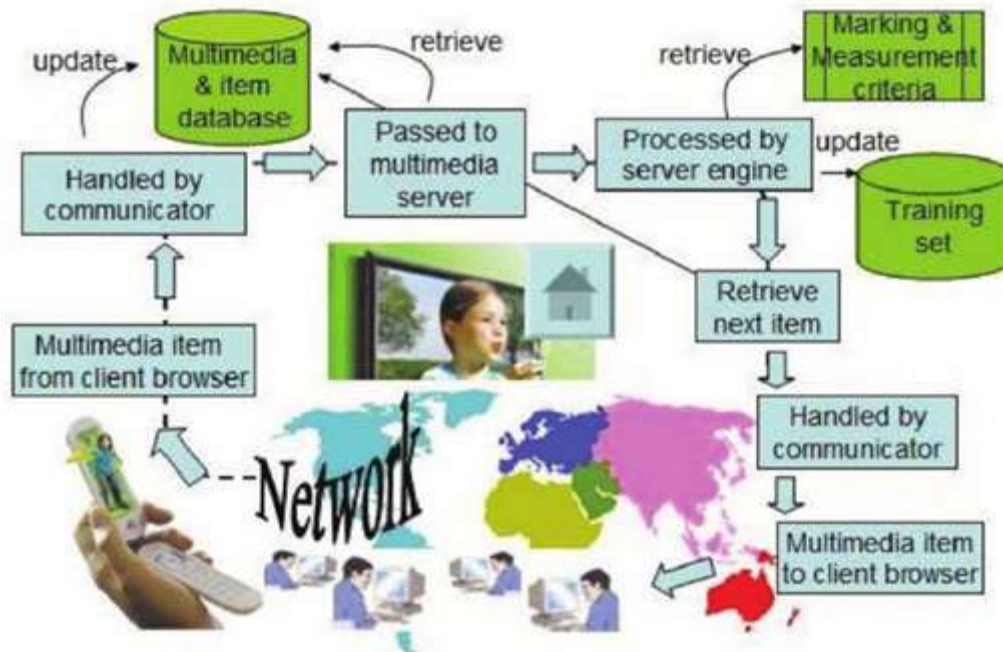 update
Multimedia
& item
database
retrieve
retrieve
Marking &
Measurement
criteria
Handled by
communicator
Passed to
multimedia
server
Processed by
server engine
update
Training
set
Retrieve
next item
Multimedia item
from client browser
Handled by
communicator
Network
Multimedia item
to client browser